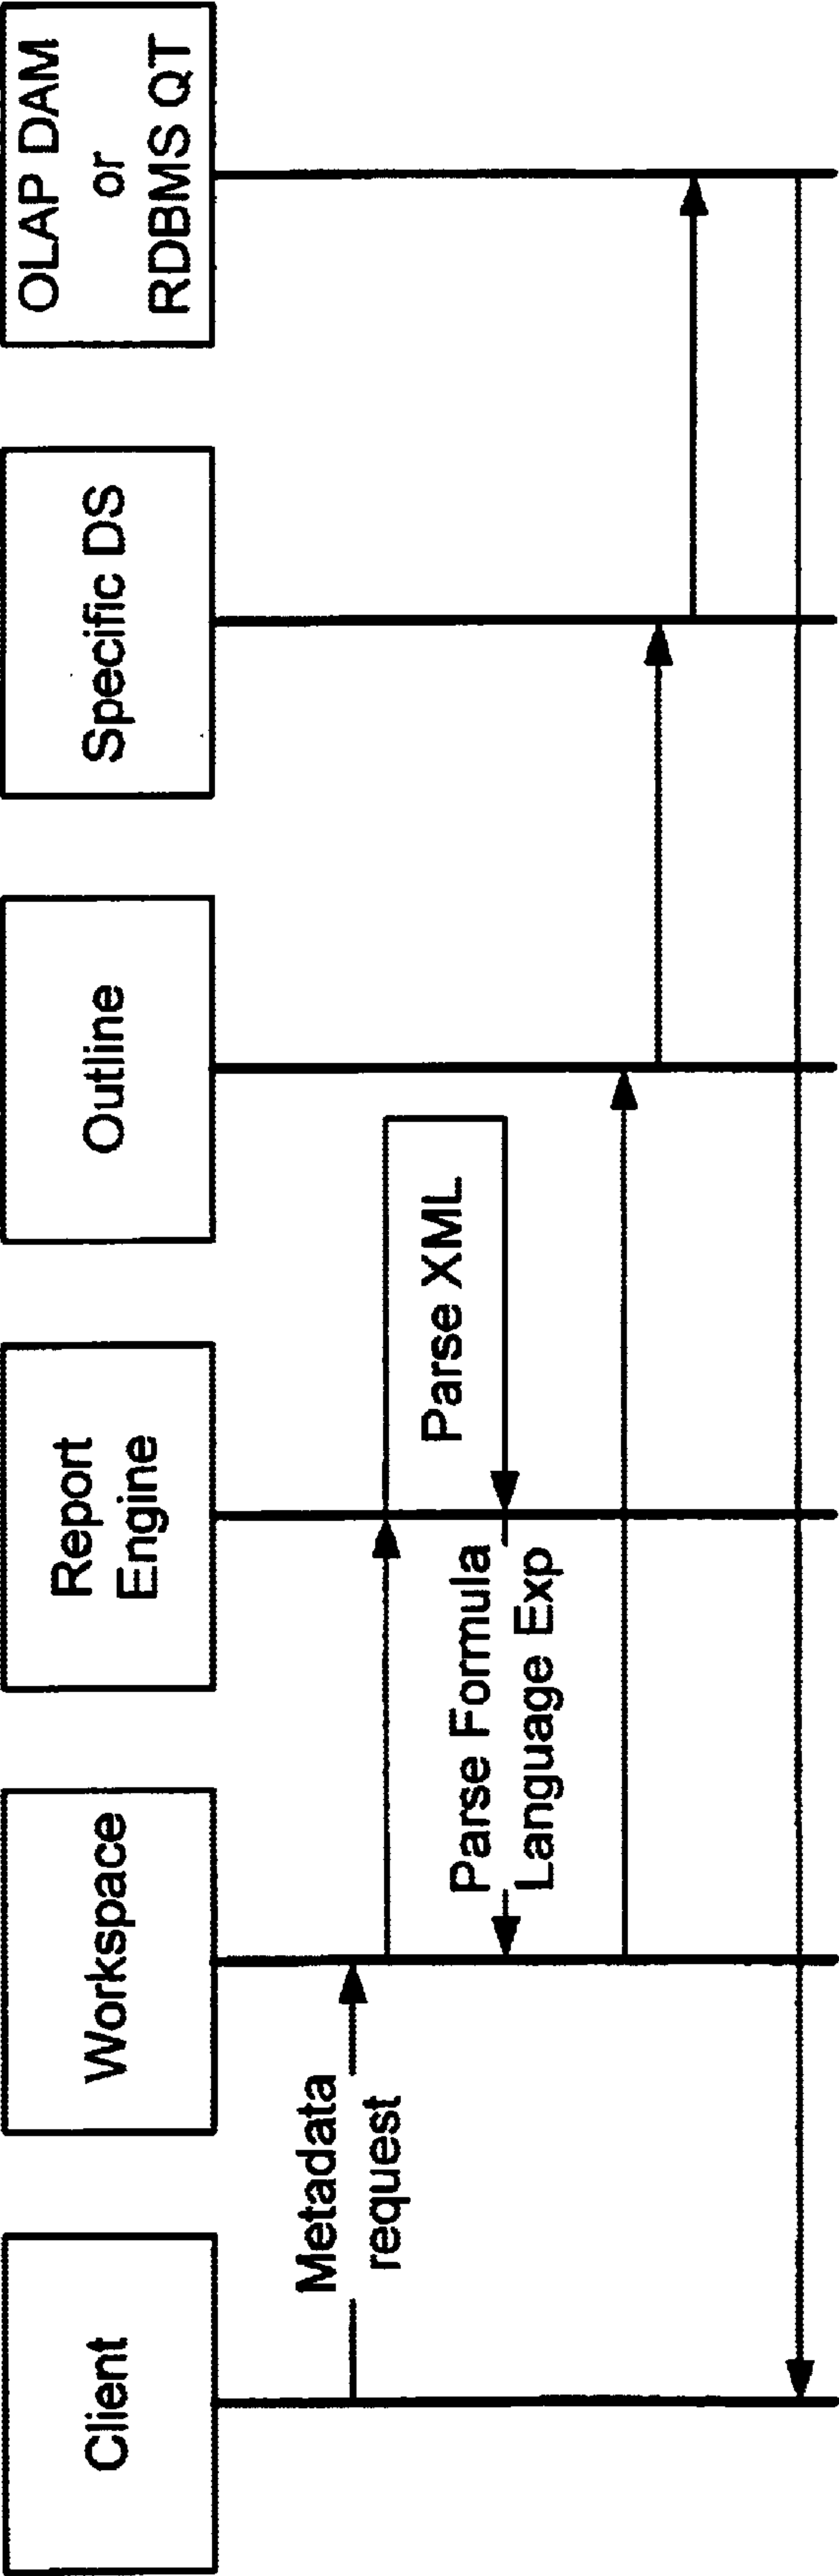 Client
Workspace
Report
Engine
Outline
Specific DS
OLAP DAM
or
RDBMS QT
Metadata
request
Parse XML
Parse Formula
Language Exp